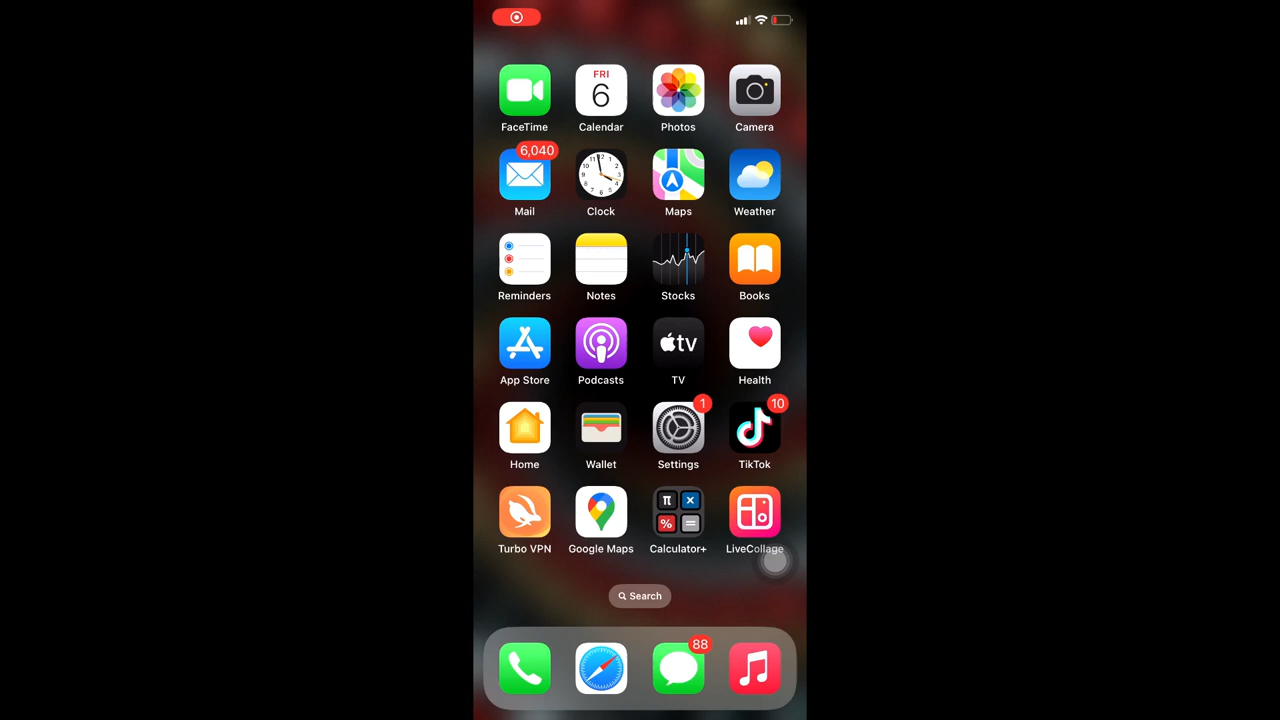 FRI
6
FaceTime Calendar Photos Camera
6,040
Mail Clock Maps Weather
Reminders Notes Stocks Books
tv
App Store Podcasts TV Health
1 10
Home Wallet Settings TikTok
π ×
% =
Turbo VPN Google Maps Calculator+ LiveCollage
Search
88